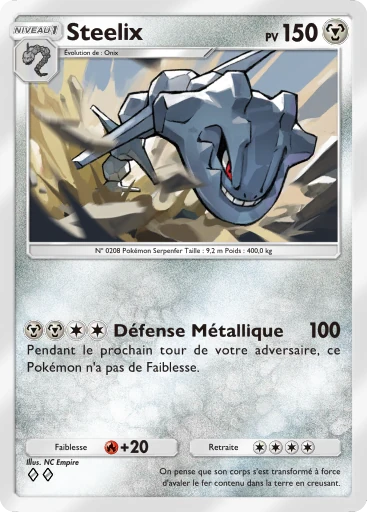 NIVEAU 1
Steelix
PV 150
Évolution de : Onix
N° 0208 Pokémon Serpenfer Taille : 9,2 m Poids : 400,0 kg
Défense Métallique 100
Pendant le prochain tour de votre adversaire, ce
Pokémon n'a pas de Faiblesse.
Faiblesse +20 Retraite
Illus. NC Empire
On pense que son corps s'est transformé à force
d'avaler le fer contenu dans la terre en creusant.